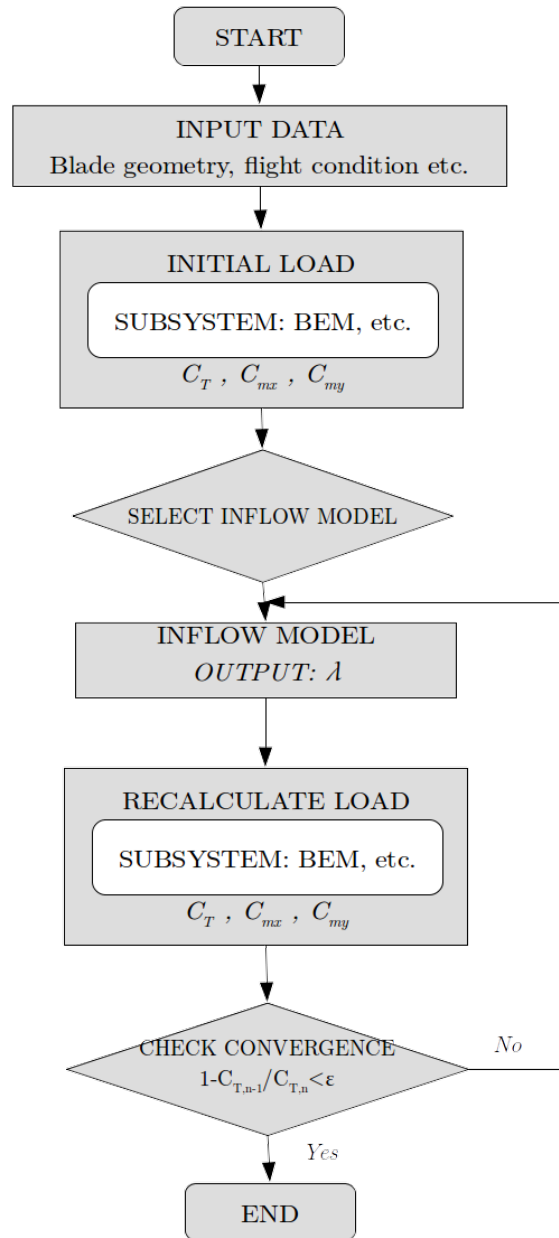 START
INPUT DATA
Blade geometry, flight condition etc.
INITIAL LOAD
SUBSYSTEM: BEM, etc.
C_T , C_mx , C_my
SELECT INFLOW MODEL
INFLOW MODEL
OUTPUT: λ
RECALCULATE LOAD
SUBSYSTEM: BEM, etc.
C_T , C_mx , C_my
CHECK CONVERGENCE
1-C_T,n-1/C_T,n<ε
No
Yes
END